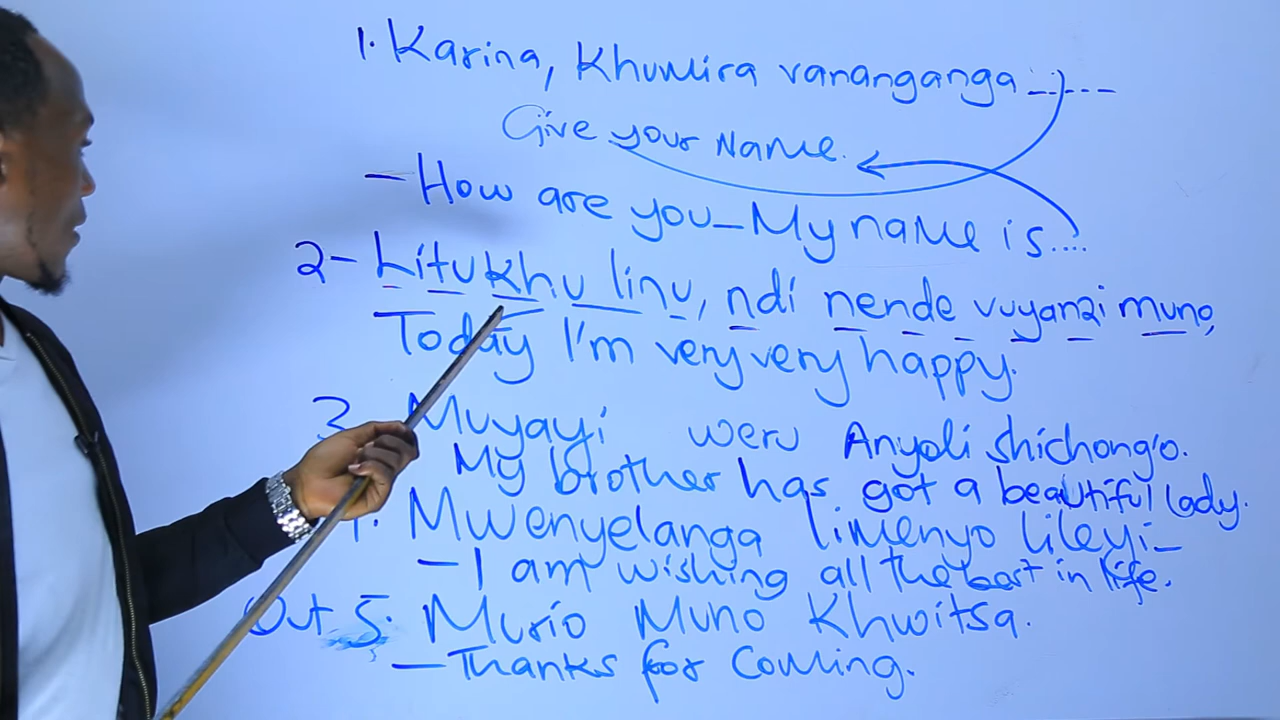 1. Karina, Khumira vananganga -----
Give your Name.
- How are you - My name is....
2- Litukhu linu, ndi nende vuyanzi muno,
Today I'm very very happy.
3 Muyayi weru Anyoli shichong'o.
My brother has got a beautiful lady.
Mwenyelanga limenyo lileyi -
- I am wishing all the best in life.
Out 5. Murio Muno Khwitsa.
- Thanks for Coming.